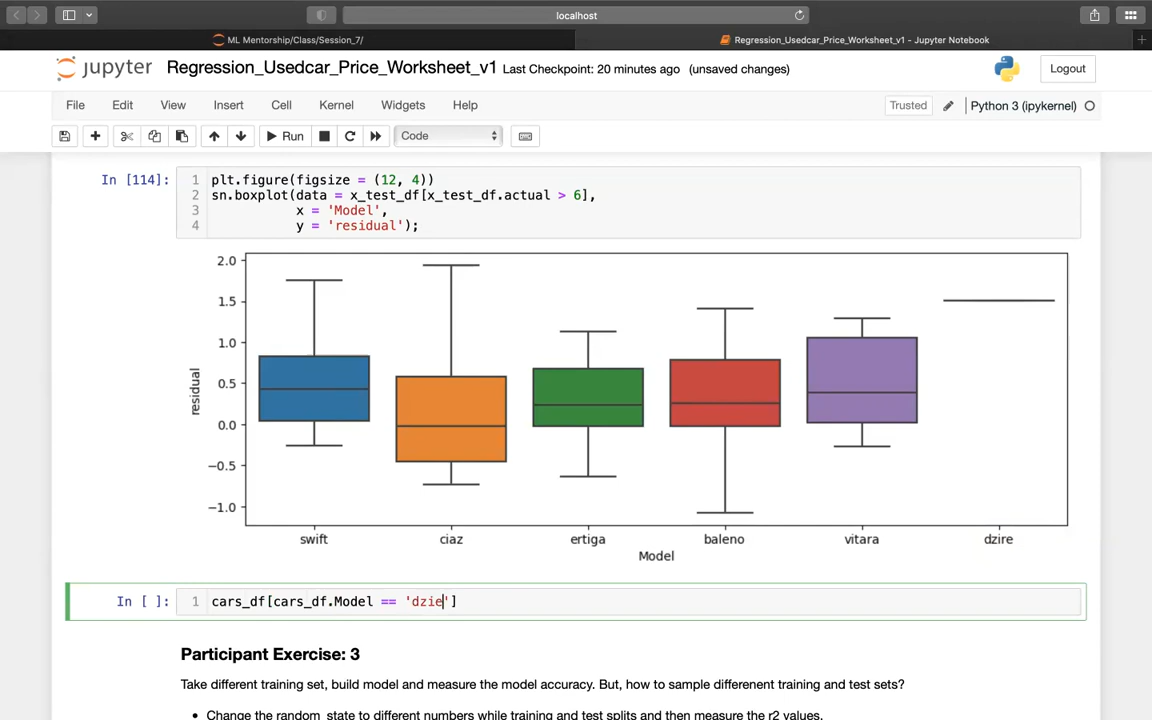 localhost
ML Mentorship/Class/Session_7/
Regression_Usedcar_Price_Worksheet_v1 - Jupyter Notebook
jupyter Regression_Usedcar_Price_Worksheet_v1 Last Checkpoint: 20 minutes ago (unsaved changes)
Logout
File Edit View Insert Cell Kernel Widgets Help
Trusted
Python 3 (ipykernel)
Run
Code
In [114]:
1 plt.figure(figsize = (12, 4))
2 sn.boxplot(data = x_test_df[x_test_df.actual > 6],
3 x = 'Model',
4 y = 'residual');
2.0
1.5
1.0
0.5
0.0
−0.5
−1.0
residual
swift ciaz ertiga baleno vitara dzire
Model
In [ ]:
1 cars_df[cars_df.Model == 'dzie']
Participant Exercise: 3
Take different training set, build model and measure the model accuracy. But, how to sample differenent training and test sets?
• Change the random_state to different numbers while training and test splits and then measure the r2 values.